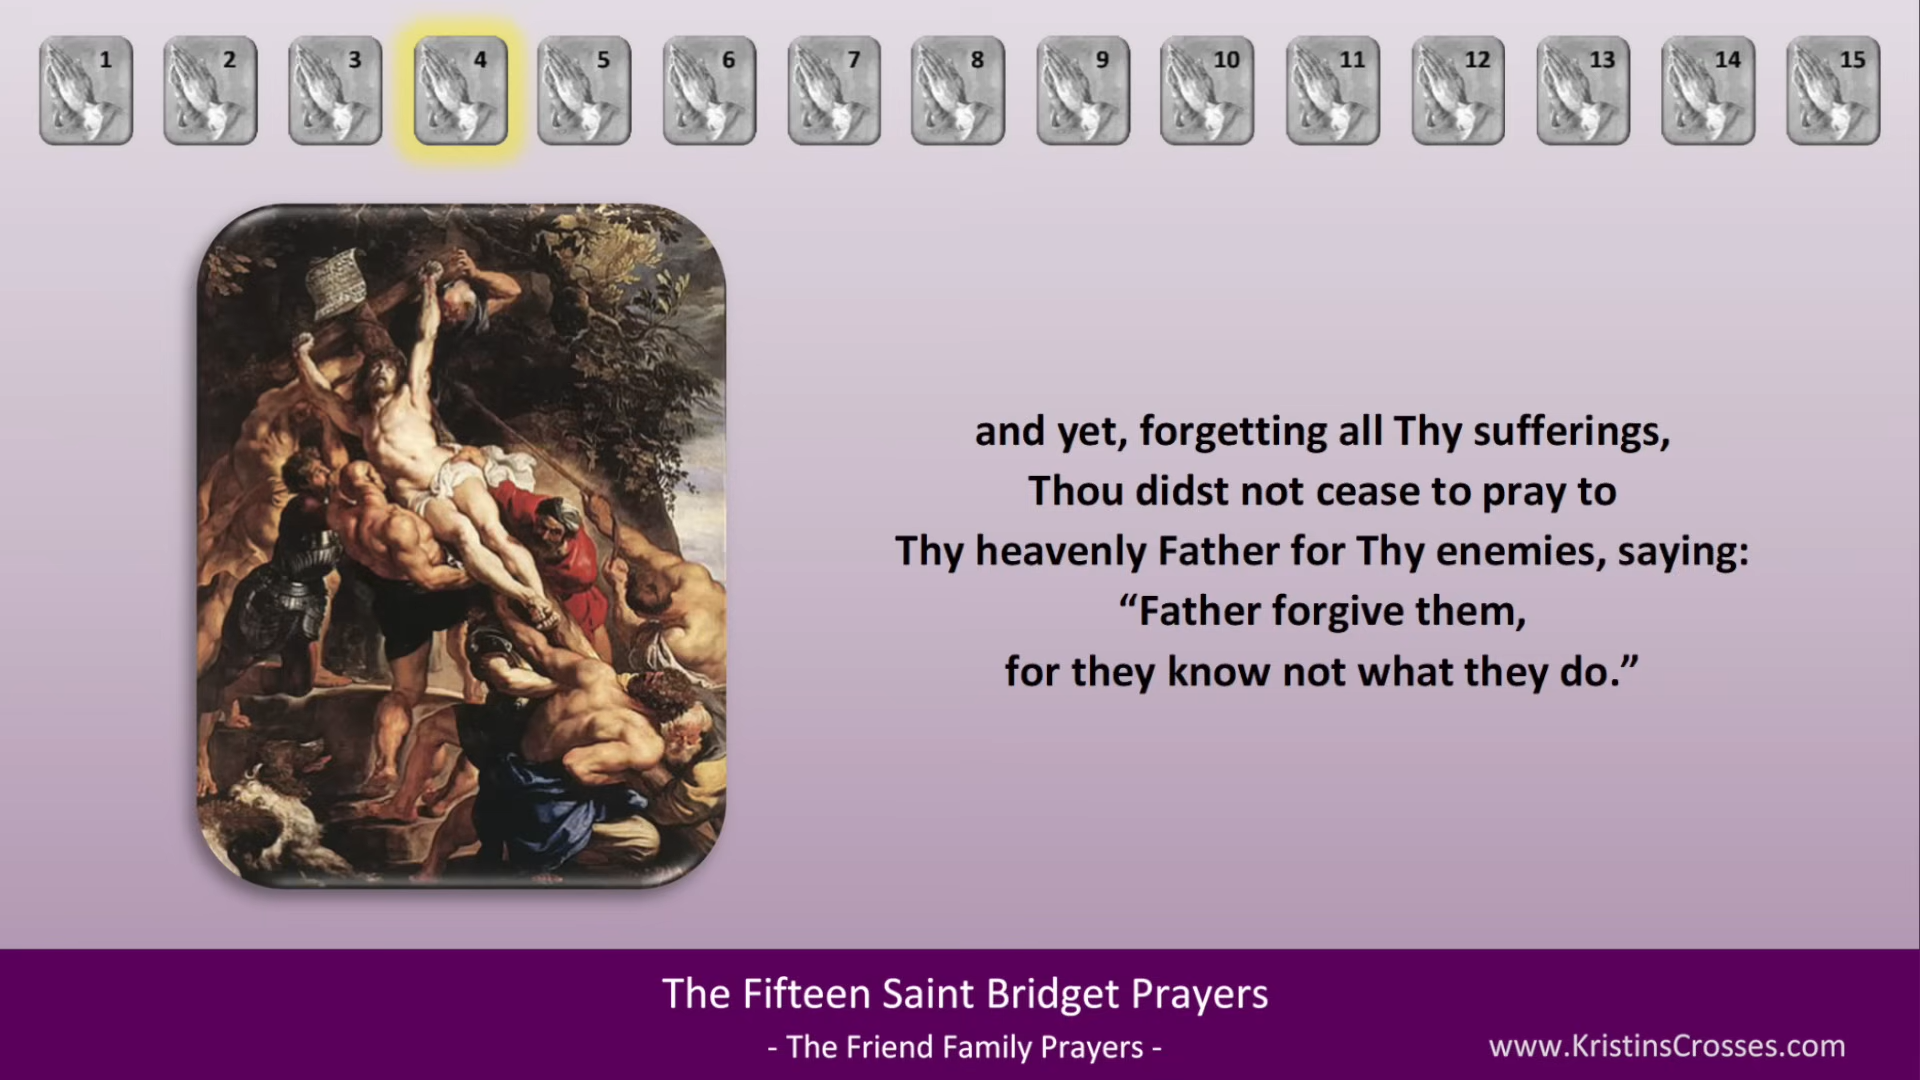 1 2 3 4 5 6 7 8 9 10 11 12 13 14 15
and yet, forgetting all Thy sufferings,
Thou didst not cease to pray to
Thy heavenly Father for Thy enemies, saying:
“Father forgive them,
for they know not what they do.”
The Fifteen Saint Bridget Prayers
- The Friend Family Prayers -
www.KristinsCrosses.com